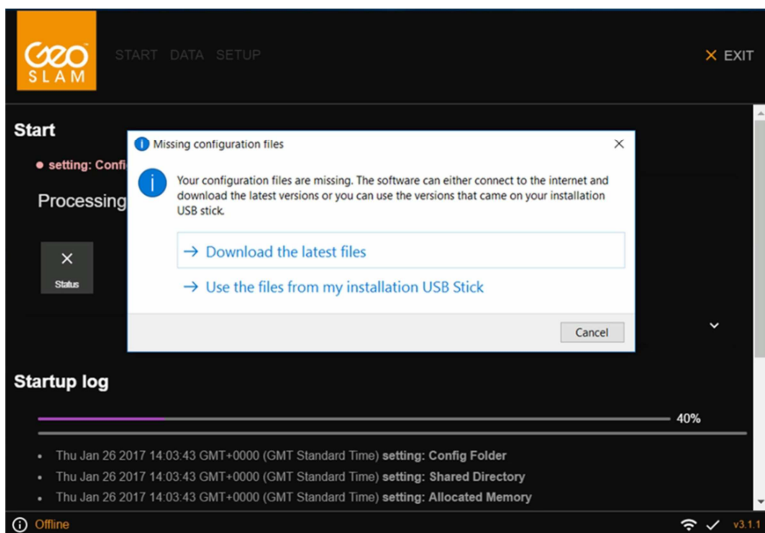 GEO
SLAM
START DATA SETUP
EXIT
Start
setting: Confi
Processing
Status
Missing configuration files
Your configuration files are missing. The software can either connect to the internet and
download the latest versions or you can use the versions that came on your installation
USB stick.
Download the latest files
Use the files from my installation USB Stick
Cancel
Startup log
40%
Thu Jan 26 2017 14:03:43 GMT+0000 (GMT Standard Time) setting: Config Folder
Thu Jan 26 2017 14:03:43 GMT+0000 (GMT Standard Time) setting: Shared Directory
Thu Jan 26 2017 14:03:43 GMT+0000 (GMT Standard Time) setting: Allocated Memory
Offline
v3.1.1